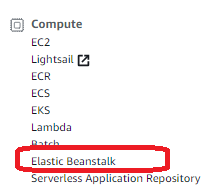 Compute
EC2
Lightsail
ECR
ECS
EKS
Lambda
Batch
Elastic Beanstalk
Serverless Application Repository